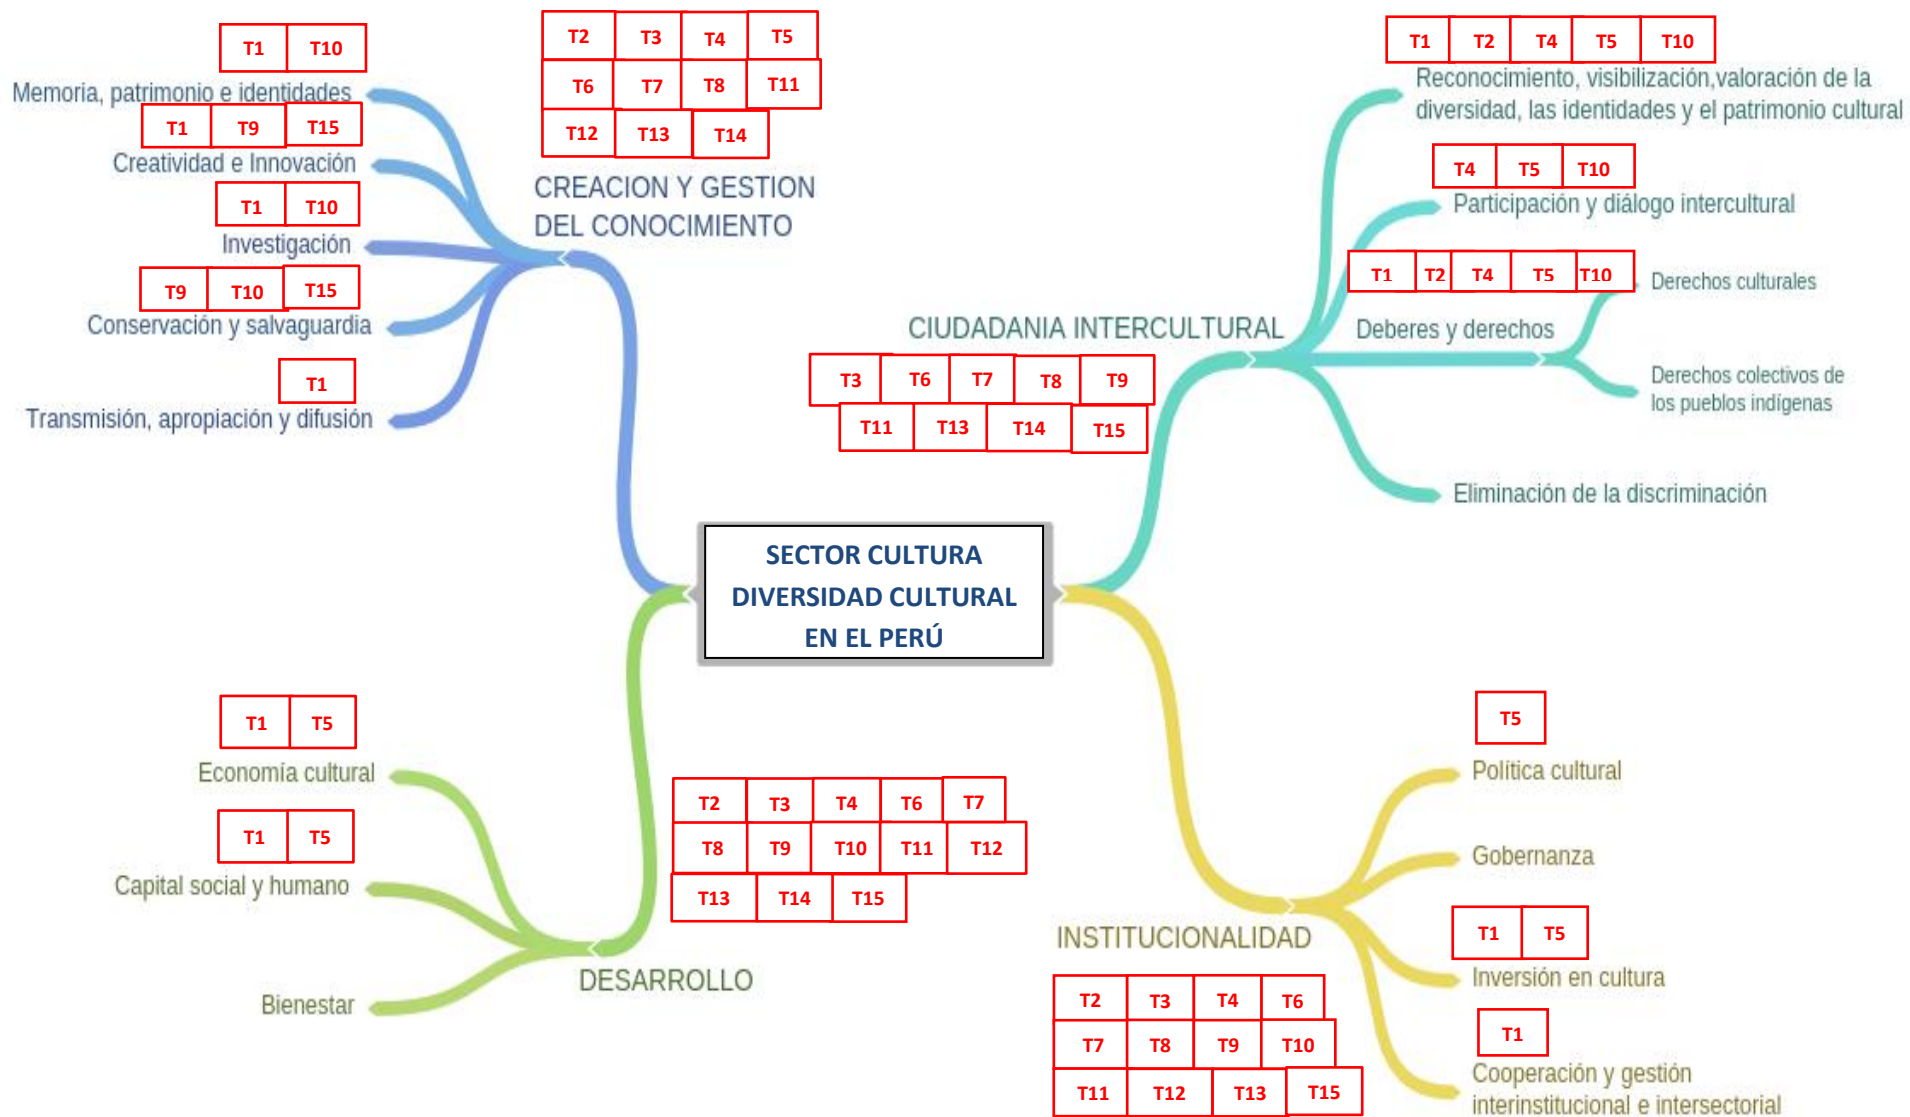 T1 T10
Memoria, patrimonio e identidades
T1 T9 T15
Creatividad e Innovación
T1 T10
Investigación
T9 T10 T15
Conservación y salvaguardia
T1
Transmisión, apropiación y difusión
T2 T3 T4 T5
T6 T7 T8 T11
T12 T13 T14
CREACION Y GESTION
DEL CONOCIMIENTO
T1 T2 T4 T5 T10
Reconocimiento, visibilización,valoración de la
diversidad, las identidades y el patrimonio cultural
T4 T5 T10
Participación y diálogo intercultural
T1 T2 T4 T5 T10
Derechos culturales
Deberes y derechos
Derechos colectivos de
los pueblos indígenas
Eliminación de la discriminación
CIUDADANIA INTERCULTURAL
T3 T6 T7 T8 T9
T11 T13 T14 T15
SECTOR CULTURA
DIVERSIDAD CULTURAL
EN EL PERÚ
T1 T5
Economía cultural
T1 T5
Capital social y humano
Bienestar
T2 T3 T4 T6 T7
T8 T9 T10 T11 T12
T13 T14 T15
DESARROLLO
T5
Política cultural
Gobernanza
T1 T5
Inversión en cultura
T1
Cooperación y gestión
interinstitucional e intersectorial
INSTITUCIONALIDAD
T2 T3 T4 T6
T7 T8 T9 T10
T11 T12 T13 T15